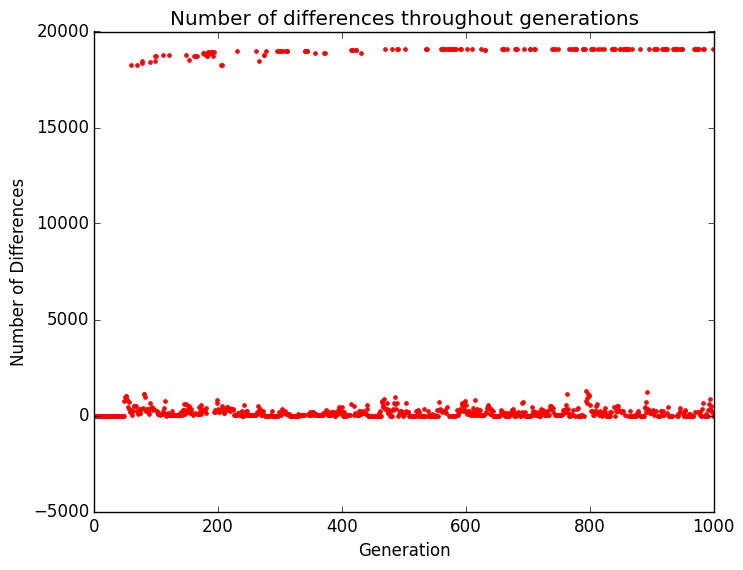 Number of differences throughout generations
20000
15000
10000
5000
0
−5000
Number of Differences
0 200 400 600 800 1000
Generation